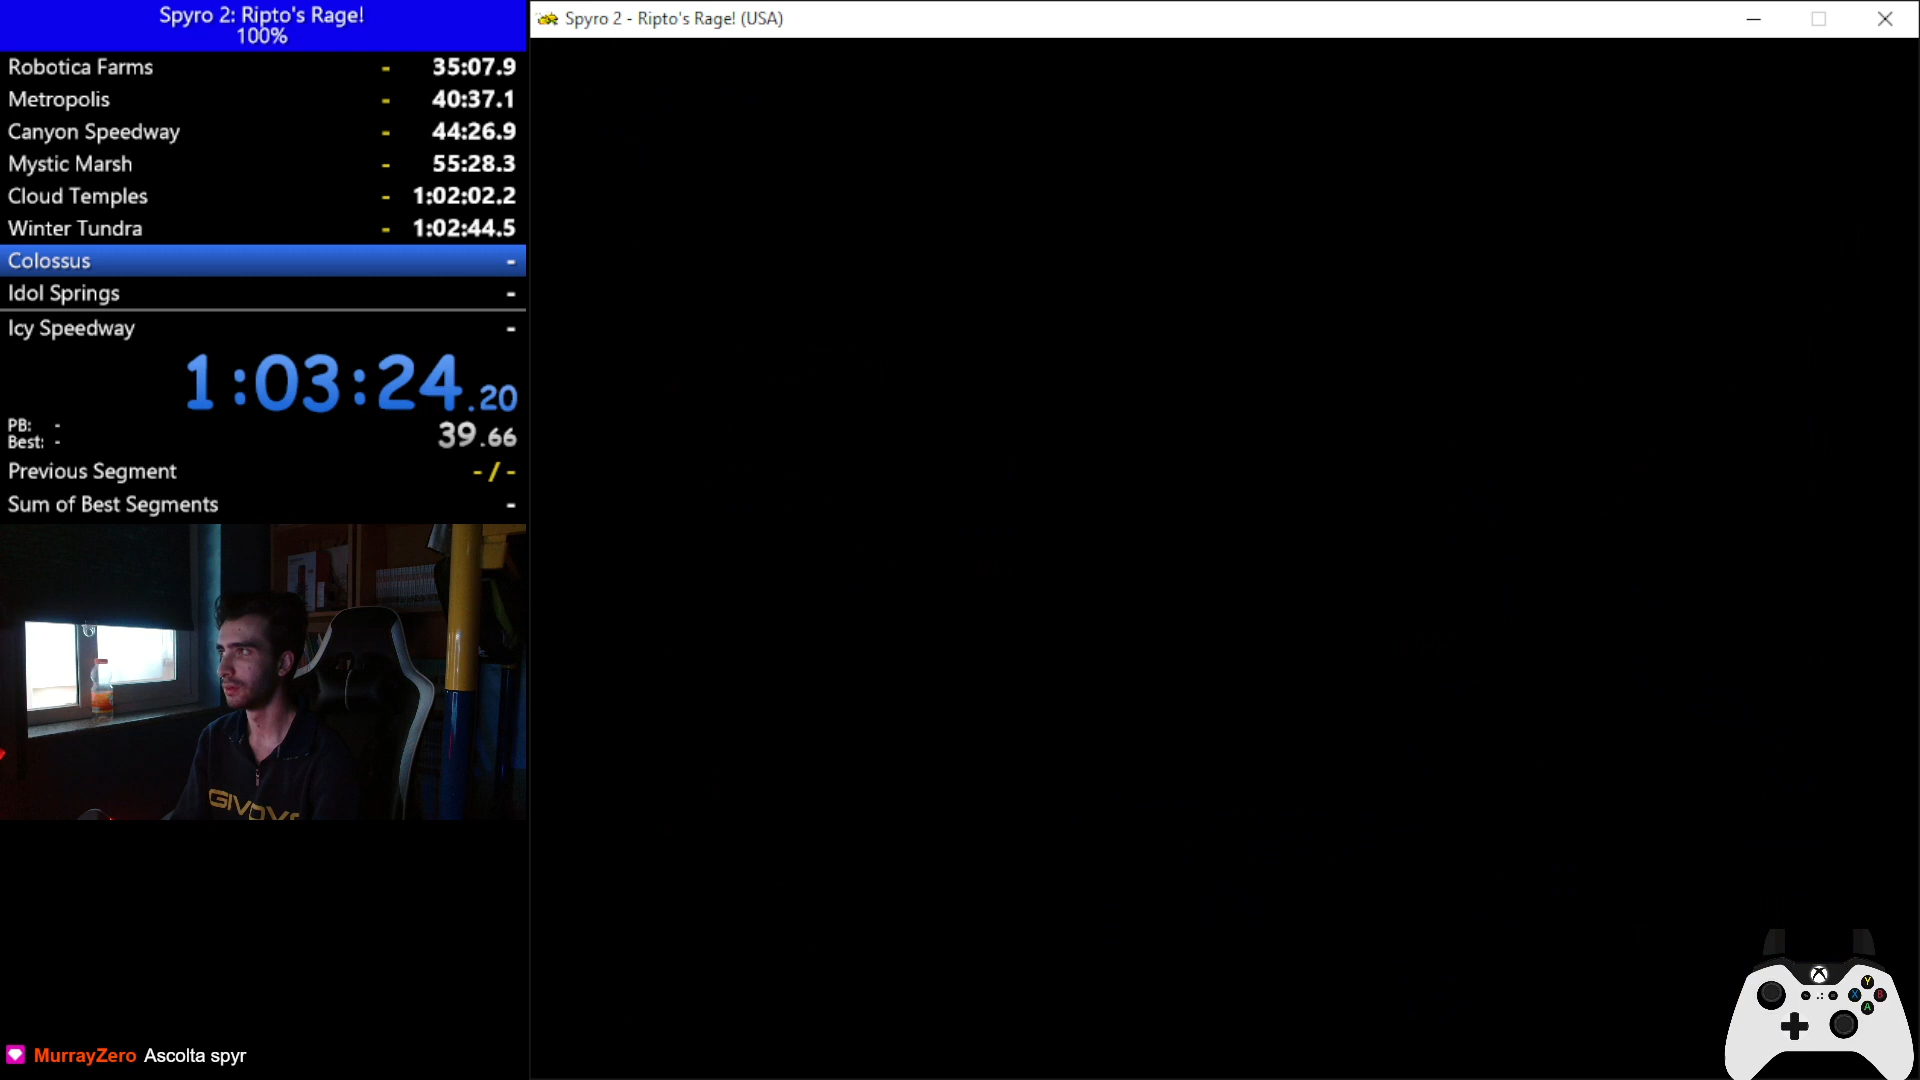 Spyro 2: Ripto's Rage!
100%
Robotica Farms - 35:07.9
Metropolis - 40:37.1
Canyon Speedway - 44:26.9
Mystic Marsh - 55:28.3
Cloud Temples - 1:02:02.2
Winter Tundra - 1:02:44.5
Colossus -
Idol Springs -
Icy Speedway -
1:03:24.20
PB: -
Best: -
39.66
Previous Segment - / -
Sum of Best Segments -
MurrayZero Ascolta spyr
Spyro 2 - Ripto's Rage! (USA)
Y
X B
A